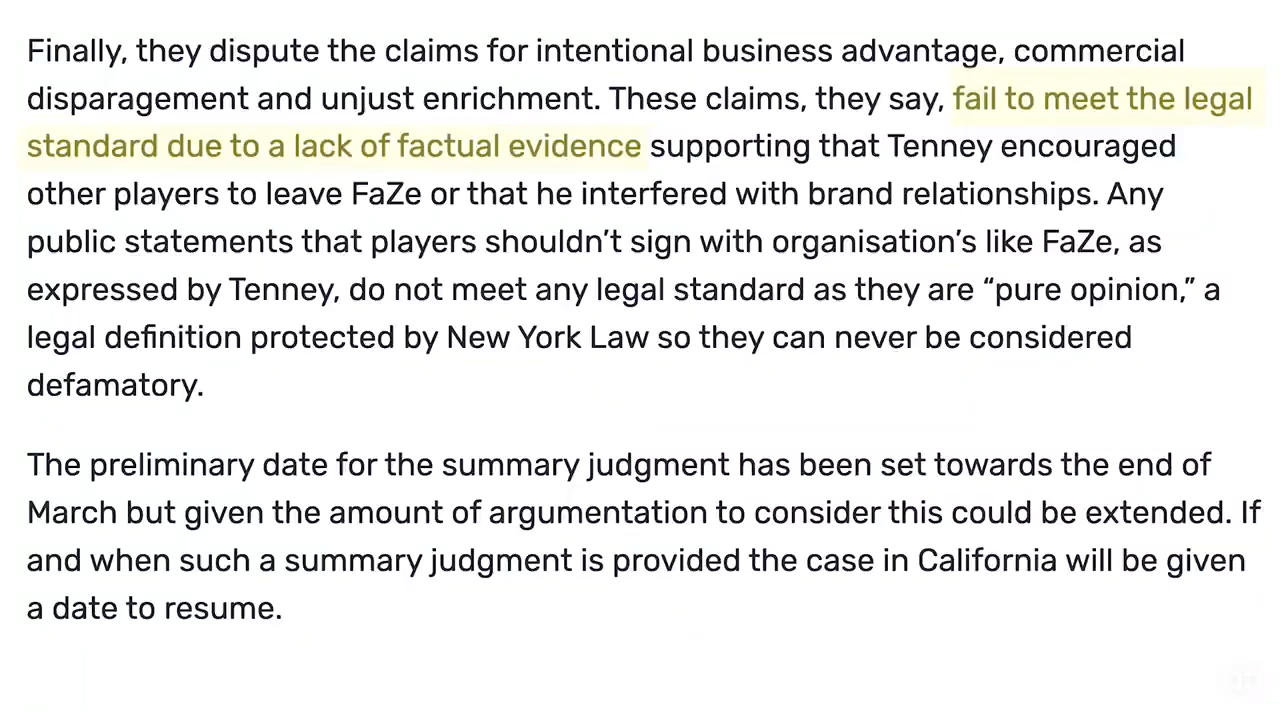 Finally, they dispute the claims for intentional business advantage, commercial
disparagement and unjust enrichment. These claims, they say, fail to meet the legal
standard due to a lack of factual evidence supporting that Tenney encouraged
other players to leave FaZe or that he interfered with brand relationships. Any
public statements that players shouldn’t sign with organisation’s like FaZe, as
expressed by Tenney, do not meet any legal standard as they are “pure opinion,” a
legal definition protected by New York Law so they can never be considered
defamatory.
The preliminary date for the summary judgment has been set towards the end of
March but given the amount of argumentation to consider this could be extended. If
and when such a summary judgment is provided the case in California will be given
a date to resume.